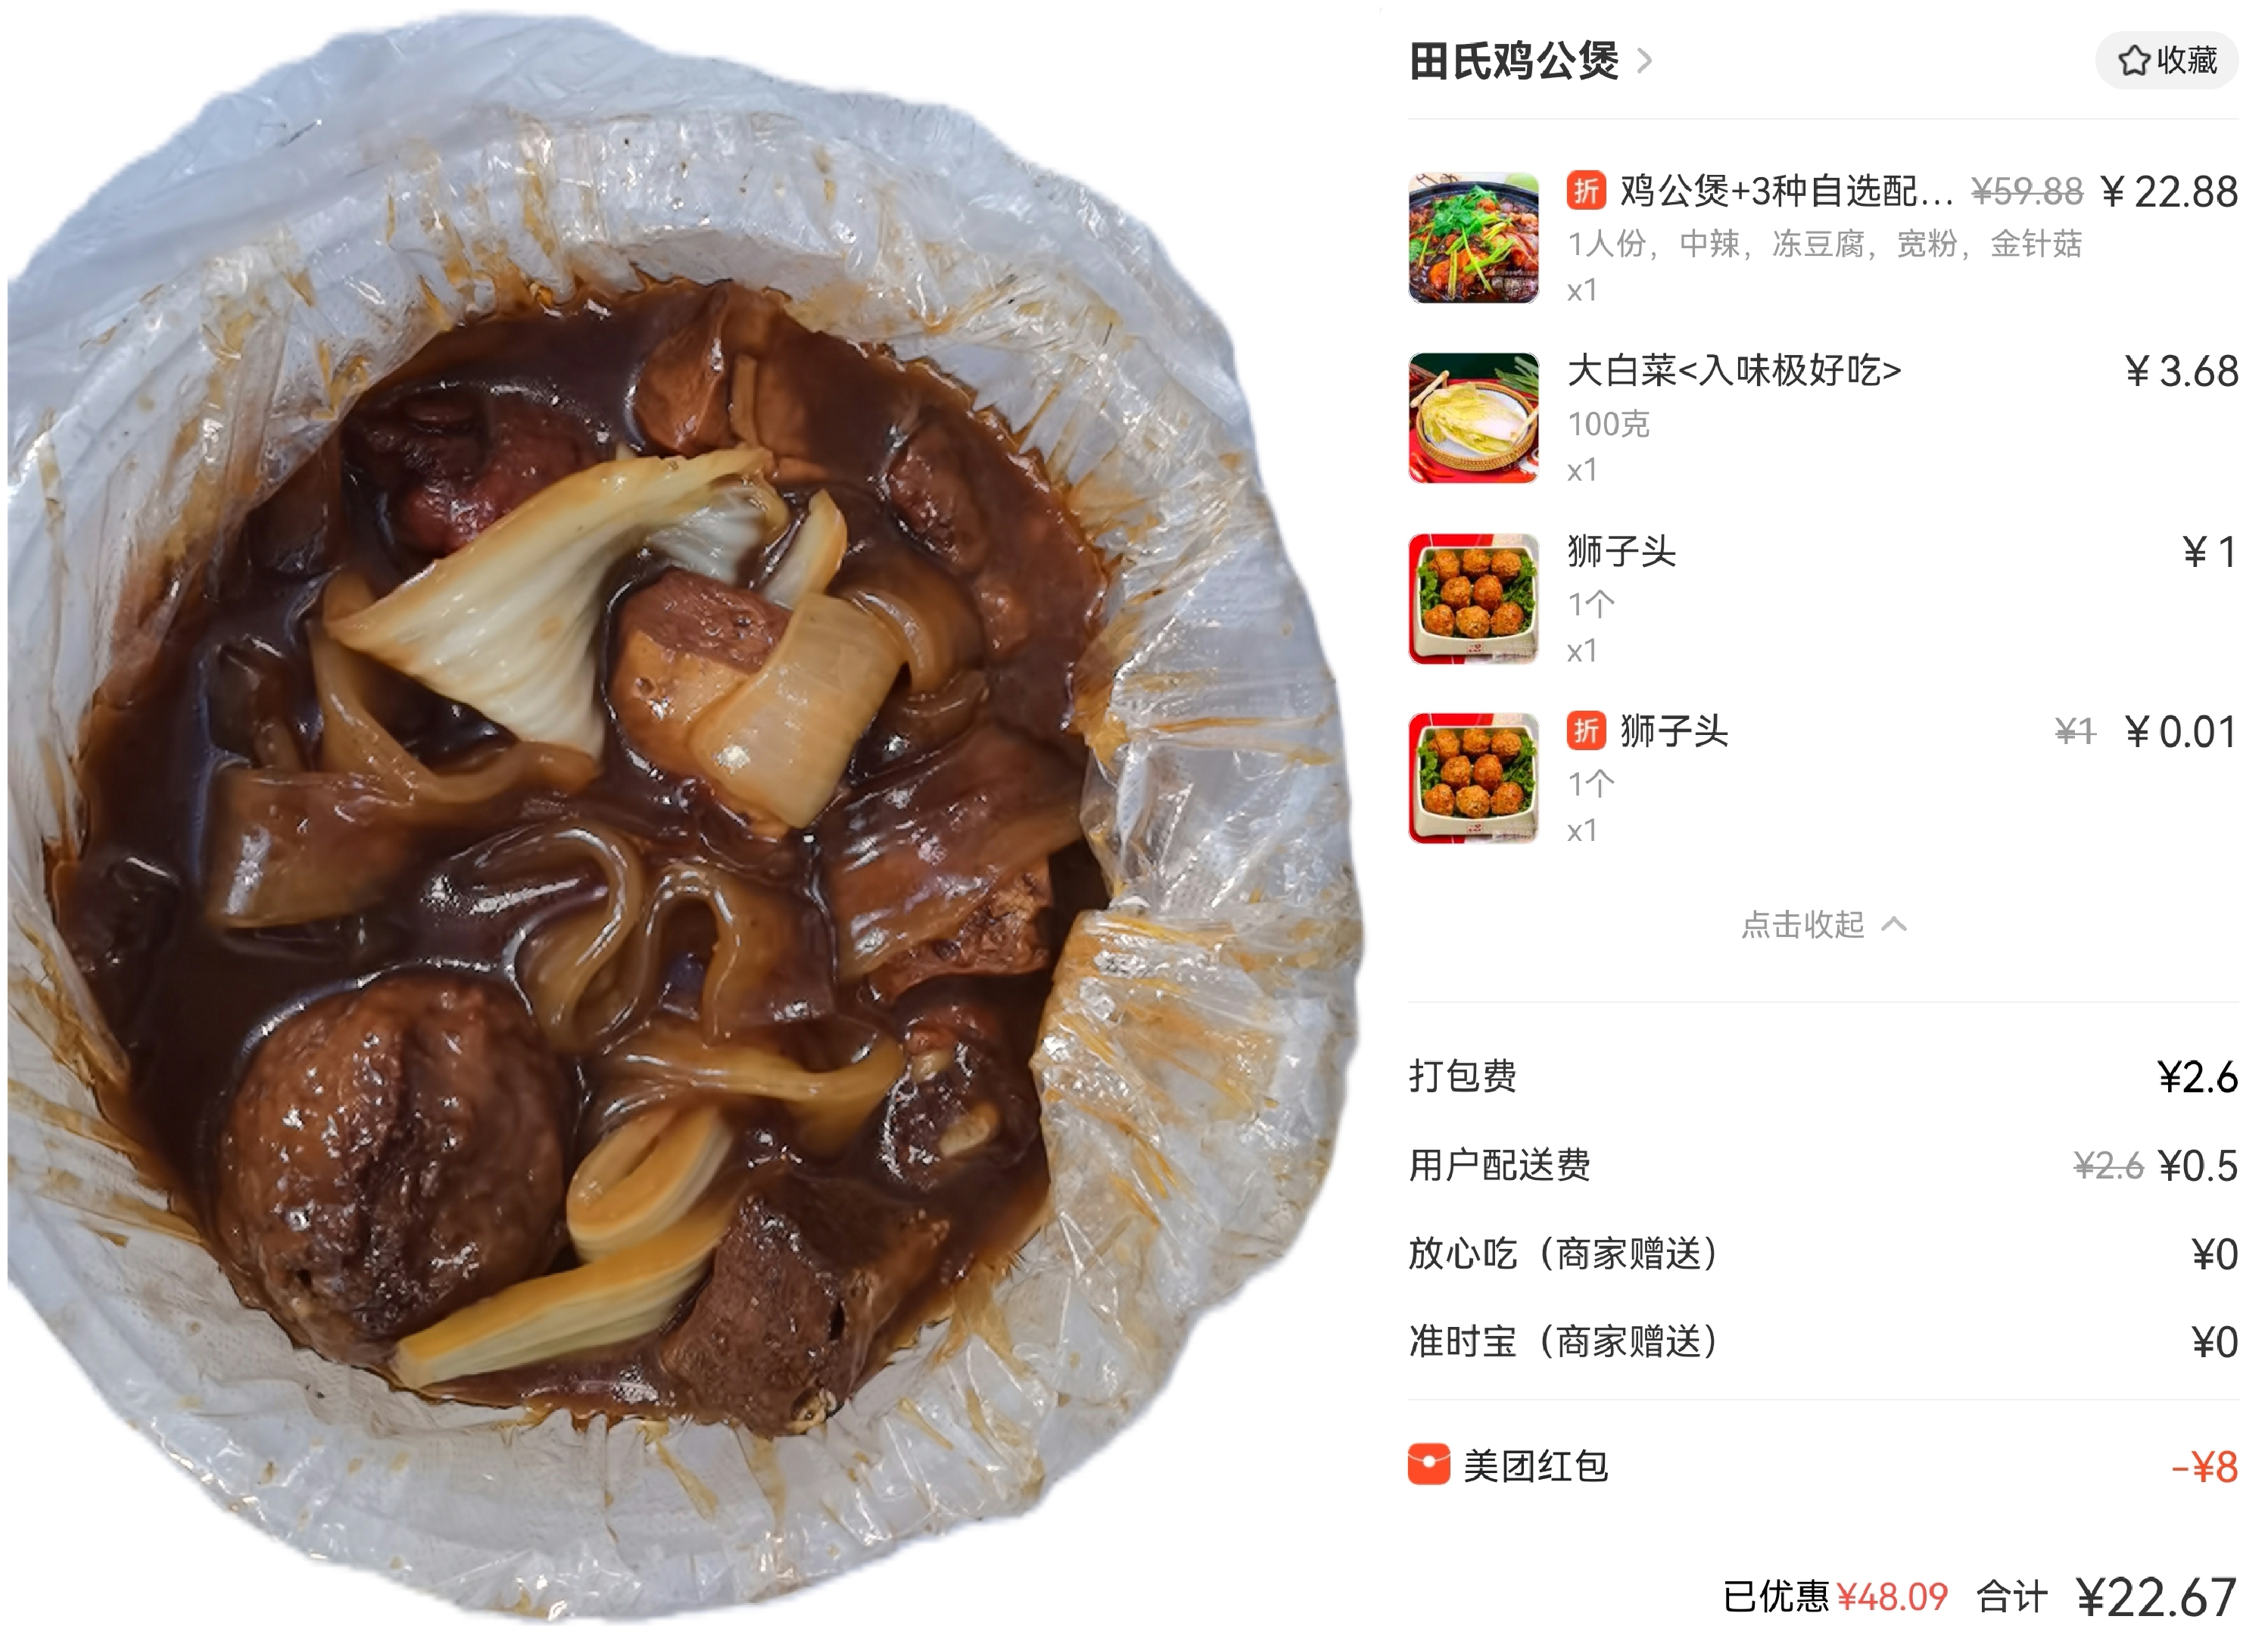 田氏鸡公煲
收藏
折 鸡公煲+3种自选配... ¥59.88 ¥22.88
1人份，中辣，冻豆腐，宽粉，金针菇
x1
大白菜<入味极好吃> ¥3.68
100克
x1
狮子头 ¥1
1个
x1
折 狮子头 ¥1 ¥0.01
1个
x1
点击收起
打包费 ¥2.6
用户配送费 ¥2.6 ¥0.5
放心吃（商家赠送） ¥0
准时宝（商家赠送） ¥0
美团红包 -¥8
已优惠¥48.09 合计 ¥22.67